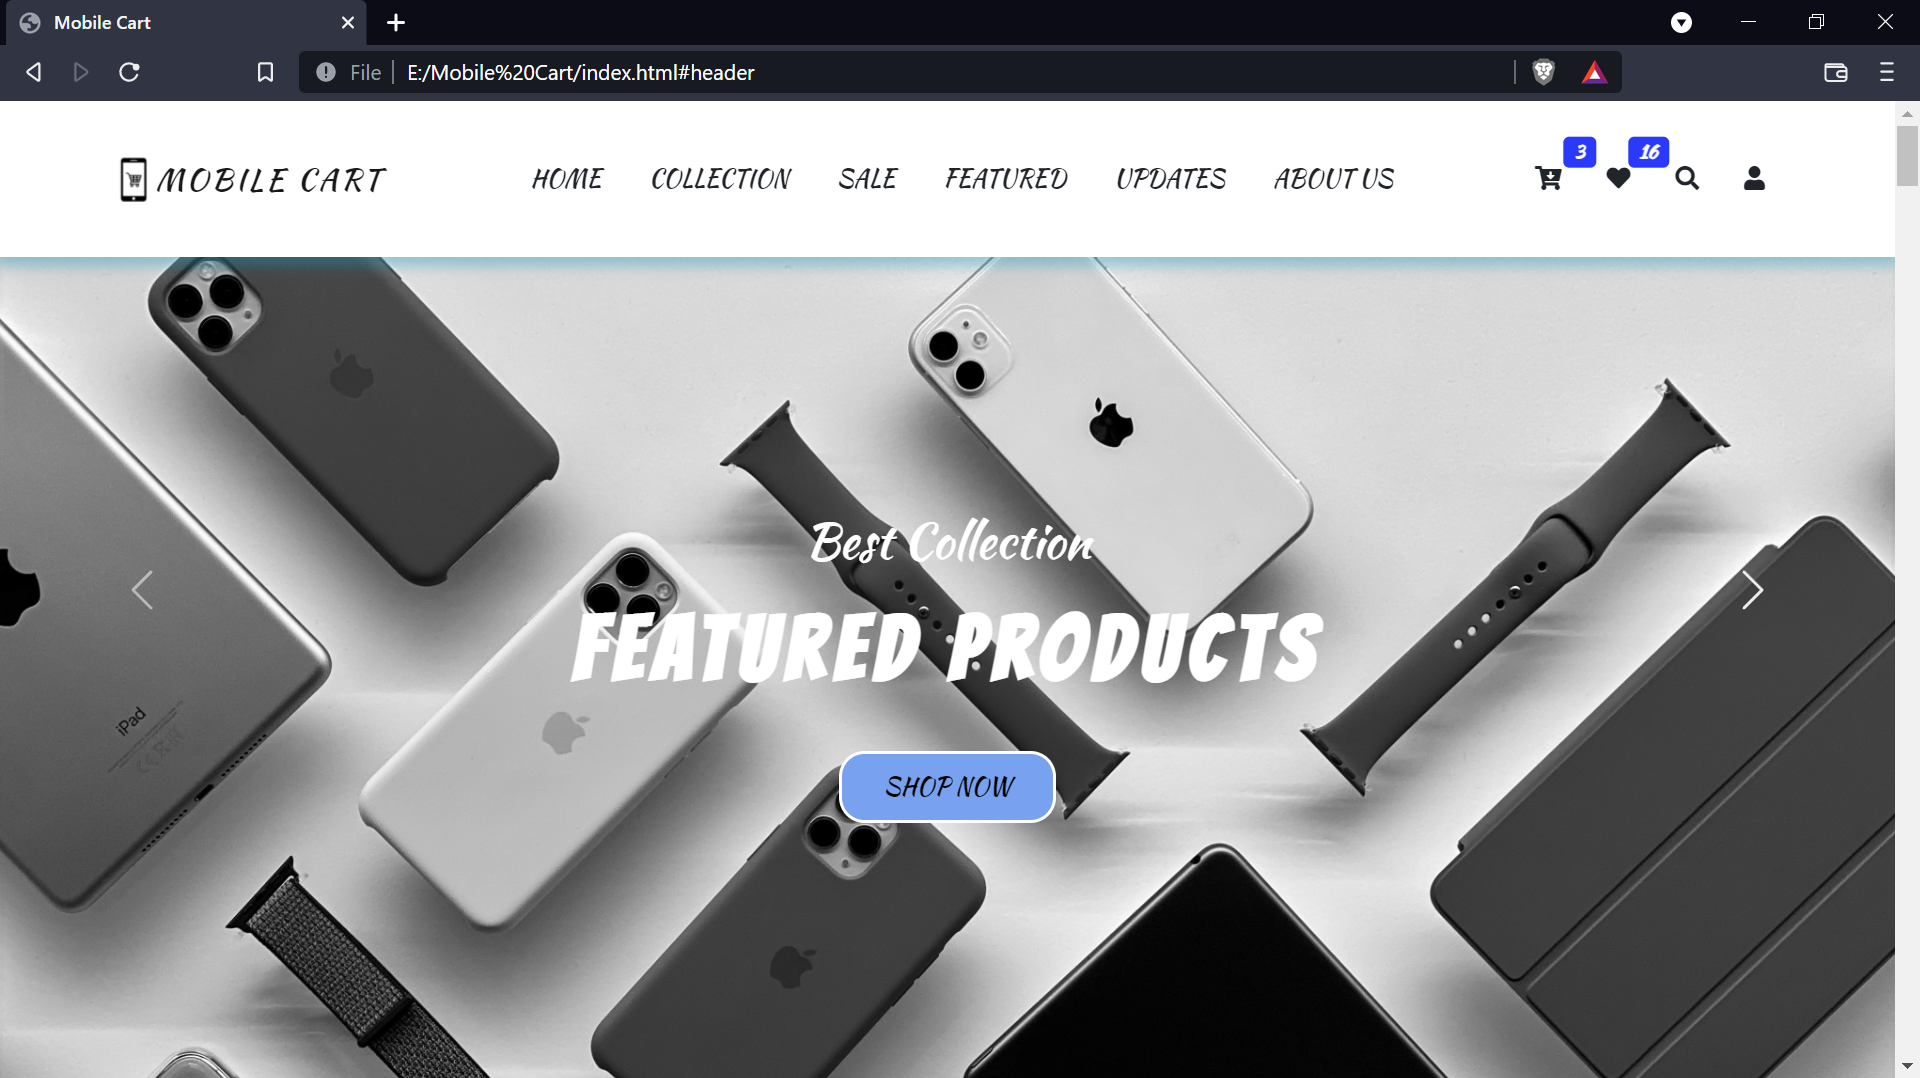 Mobile Cart
File
E:/Mobile%20Cart/index.html#header
MOBILE CART
HOME COLLECTION SALE FEATURED UPDATES ABOUT US
3 16
Best Collection
FEATURED PRODUCTS
iPad
SHOP NOW